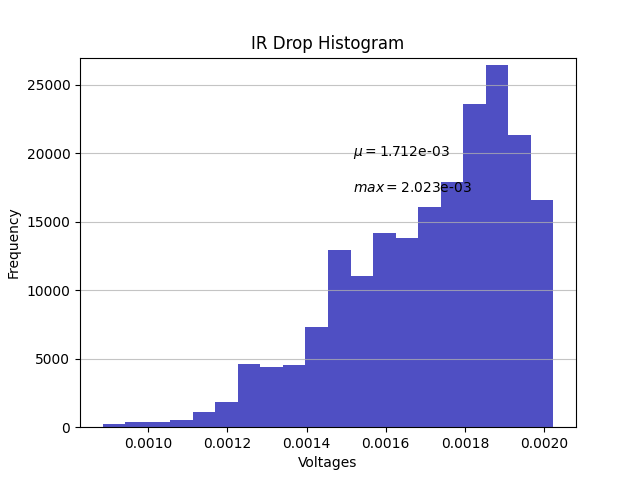 IR Drop Histogram
25000
20000
15000
10000
5000
0
Frequency
μ = 1.712e-03
max = 2.023e-03
0.0010 0.0012 0.0014 0.0016 0.0018 0.0020
Voltages